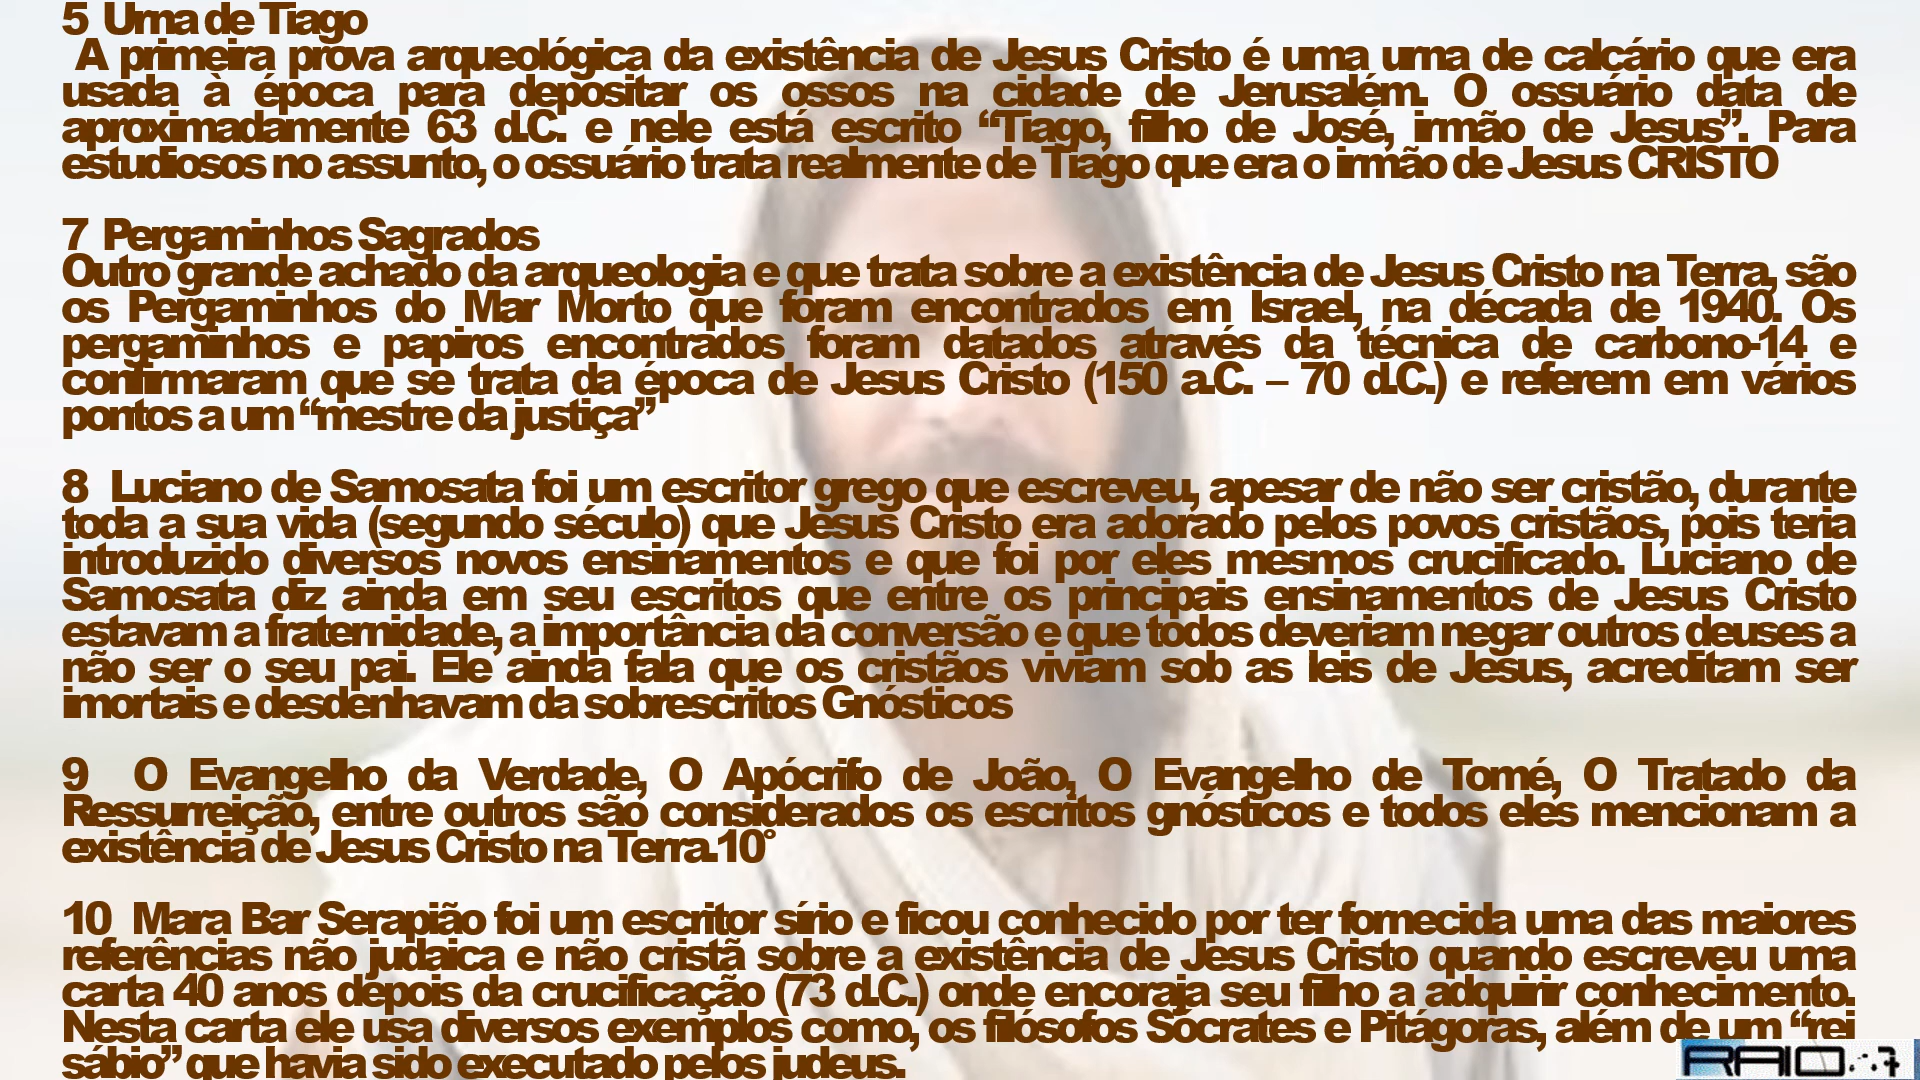 5 Urna de Tiago
A primeira prova arqueológica da existência de Jesus Cristo é uma urna de calcário que era
usada à época para depositar os ossos na cidade de Jerusalém. O ossuário data de
aproximadamente 63 d.C. e nele está escrito “Tiago, filho de José, irmão de Jesus”. Para
estudiosos no assunto, o ossuário trata realmente de Tiago que era o irmão de Jesus CRISTO
7 Pergaminhos Sagrados
Outro grande achado da arqueologia e que trata sobre a existência de Jesus Cristo na Terra, são
os Pergaminhos do Mar Morto que foram encontrados em Israel, na década de 1940. Os
pergaminhos e papiros encontrados foram datados através da técnica de carbono-14 e
confirmaram que se trata da época de Jesus Cristo (150 a.C. – 70 d.C.) e referem em vários
pontos a um “mestre da justiça”
8 Luciano de Samosata foi um escritor grego que escreveu, apesar de não ser cristão, durante
toda a sua vida (segundo século) que Jesus Cristo era adorado pelos povos cristãos, pois teria
introduzido diversos novos ensinamentos e que foi por eles mesmos crucificado. Luciano de
Samosata diz ainda em seu escritos que entre os principais ensinamentos de Jesus Cristo
estavam a fraternidade, a importância da conversão e que todos deveriam negar outros deuses a
não ser o seu pai. Ele ainda fala que os cristãos viviam sob as leis de Jesus, acreditam ser
imortais e desdenhavam da sobrescritos Gnósticos
9 O Evangelho da Verdade, O Apócrifo de João, O Evangelho de Tomé, O Tratado da
Ressurreição, entre outros são considerados os escritos gnósticos e todos eles mencionam a
existência de Jesus Cristo na Terra.10°
10 Mara Bar Serapião foi um escritor sírio e ficou conhecido por ter fornecida uma das maiores
referências não judaica e não cristã sobre a existência de Jesus Cristo quando escreveu uma
carta 40 anos depois da crucificação (73 d.C.) onde encoraja seu filho a adquirir conhecimento.
Nesta carta ele usa diversos exemplos como, os filósofos Sócrates e Pitágoras, além de um “rei
sábio” que havia sido executado pelos judeus.